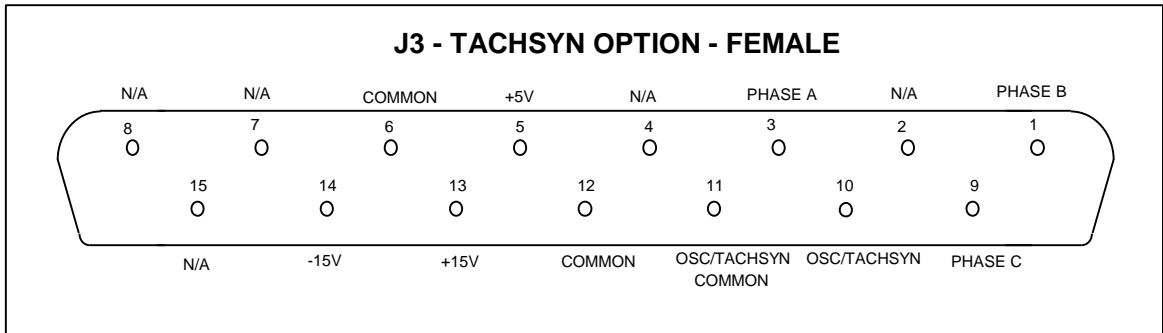 J3 - TACHSYN OPTION - FEMALE
N/A N/A COMMON +5V N/A PHASE A N/A PHASE B
8 7 6 5 4 3 2 1
15 14 13 12 11 10 9
N/A -15V +15V COMMON OSC/TACHSYN OSC/TACHSYN PHASE C
COMMON